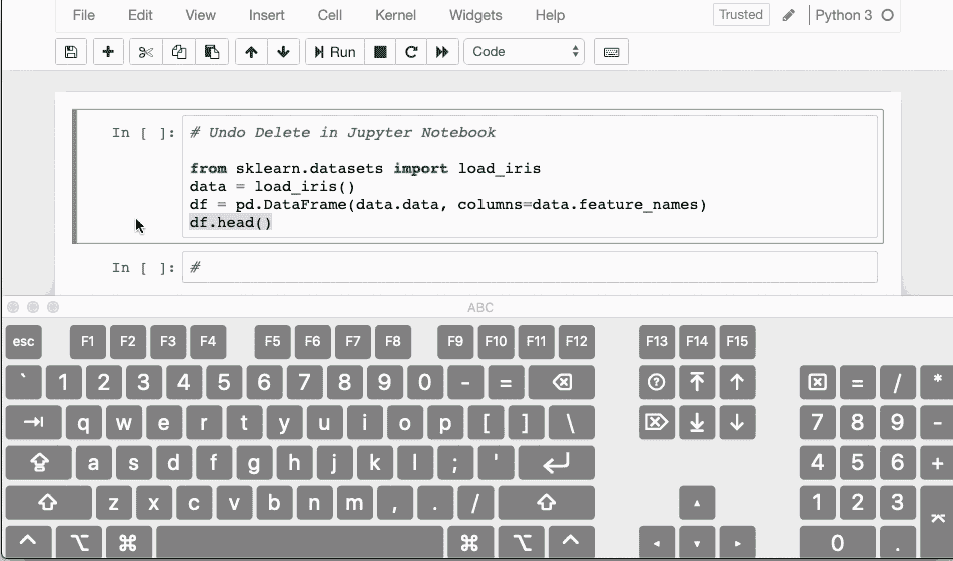 File Edit View Insert Cell Kernel Widgets Help Trusted Python 3
Run Code
In [ ]: # Undo Delete in Jupyter Notebook
from sklearn.datasets import load_iris
data = load_iris()
df = pd.DataFrame(data.data, columns=data.feature_names)
df.head()
In [ ]: #
ABC
esc F1 F2 F3 F4 F5 F6 F7 F8 F9 F10 F11 F12 F13 F14 F15
` 1 2 3 4 5 6 7 8 9 0 - = = / *
q w e r t y u i o p [ ] \ 7 8 9 -
a s d f g h j k l ; ' 4 5 6 +
z x c v b n m , . / 1 2 3
0 .